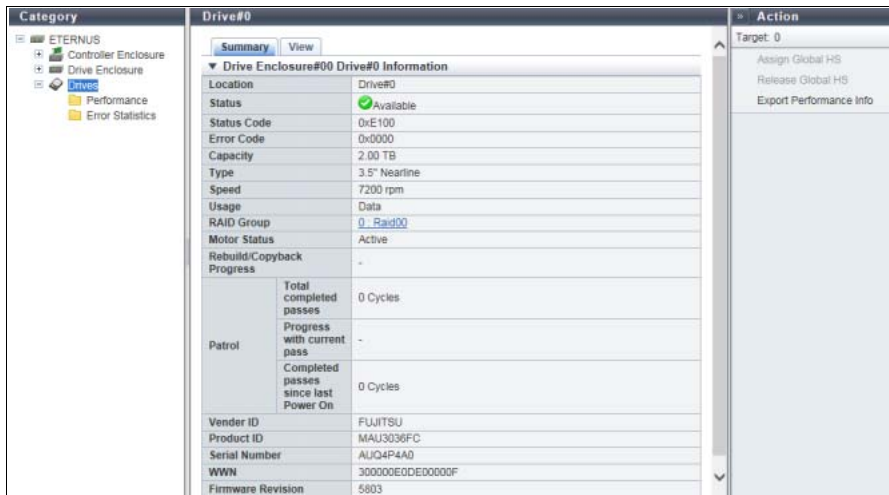 Category
ETERNUS
Controller Enclosure
Drive Enclosure
Drives
Performance
Error Statistics
Drive#0
Summary View
▼ Drive Enclosure#00 Drive#0 Information
Location Drive#0
Status Available
Status Code 0xE100
Error Code 0x0000
Capacity 2.00 TB
Type 3.5" Nearline
Speed 7200 rpm
Usage Data
RAID Group 0 : Raid00
Motor Status Active
Rebuild/Copyback
Progress -
Patrol
Total
completed
passes
0 Cycles
Progress
with current
pass
-
Completed
passes
since last
Power On
0 Cycles
Vender ID FUJITSU
Product ID MAU3036FC
Serial Number AUQ4P4A0
WWN 300000E0DE00000F
Firmware Revision 5803
» Action
Target: 0
Assign Global HS
Release Global HS
Export Performance Info